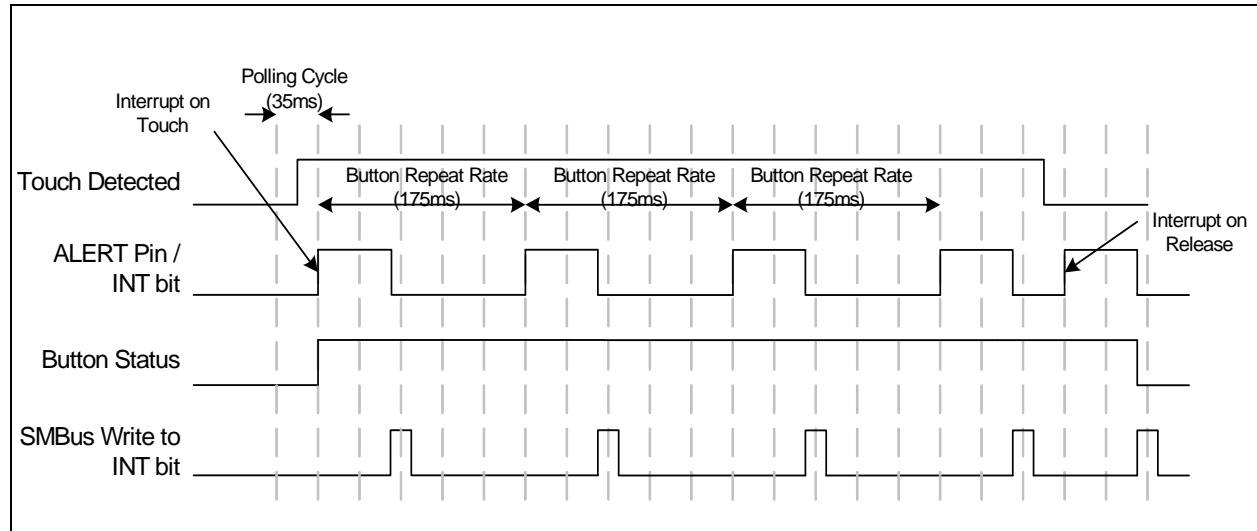 Polling Cycle
(35ms)
Interrupt on
Touch
Touch Detected
Button Repeat Rate
(175ms)
Button Repeat Rate
(175ms)
Button Repeat Rate
(175ms)
Interrupt on
Release
ALERT Pin /
INT bit
Button Status
SMBus Write to
INT bit